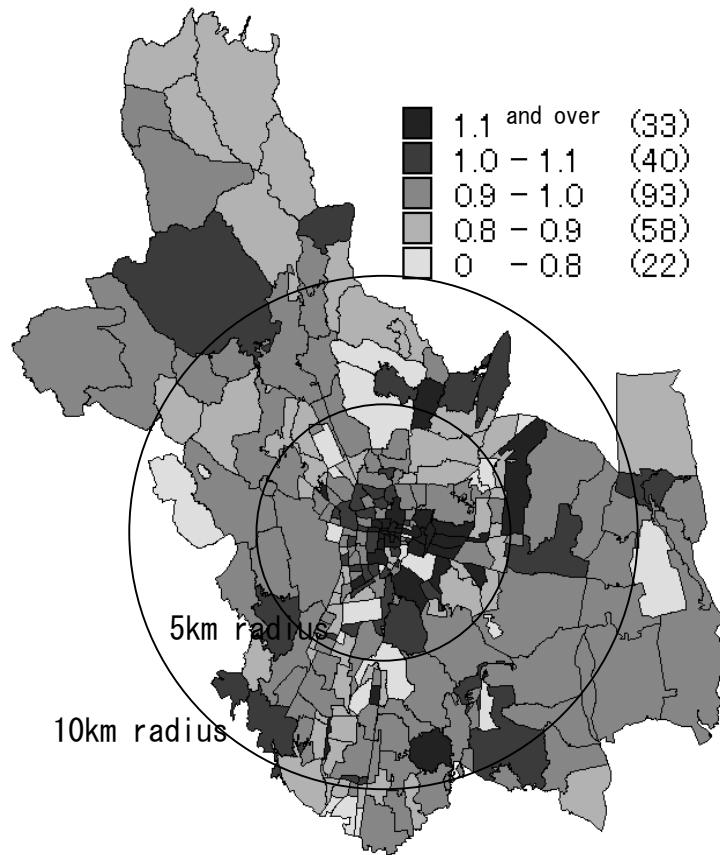 1.1 and over (33)
1.0 - 1.1 (40)
0.9 - 1.0 (93)
0.8 - 0.9 (58)
0 - 0.8 (22)
5km radius
10km radius